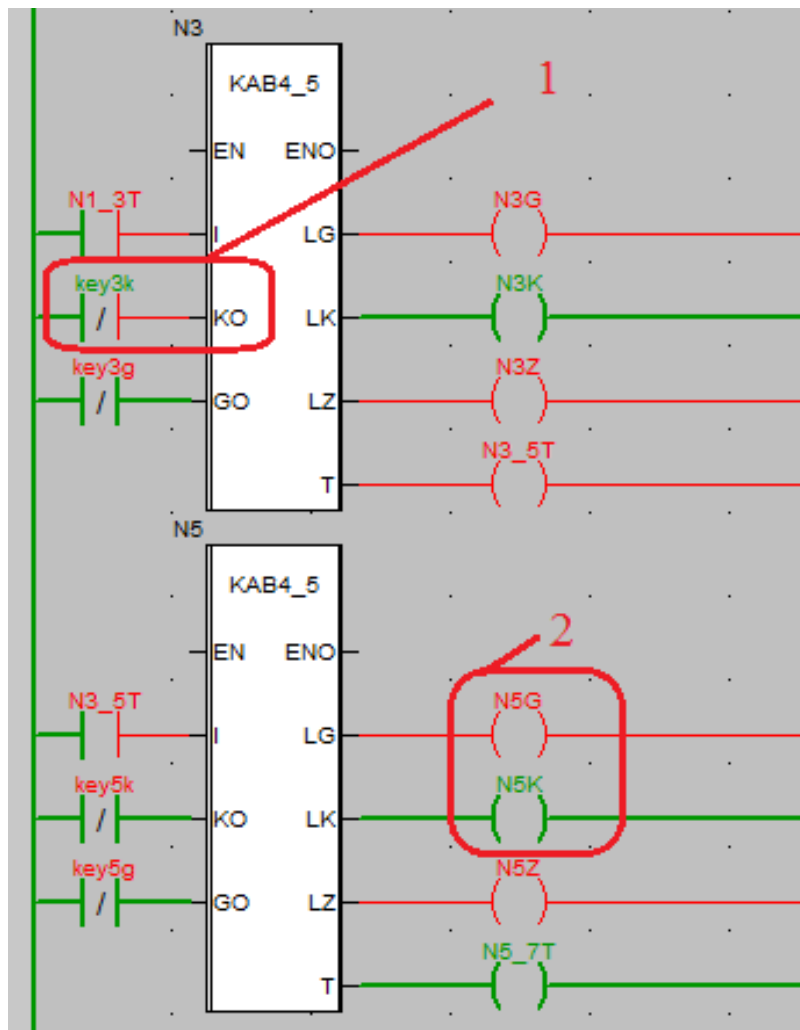 N3
KAB4_5
1
EN ENO
N1_3T
I LG
N3G
key3k
/
KO LK
N3K
key3g
/
GO LZ
N3Z
T
N3_5T
N5
KAB4_5
2
EN ENO
N3_5T
I LG
N5G
key5k
/
KO LK
N5K
key5g
/
GO LZ
N5Z
T
N5_7T